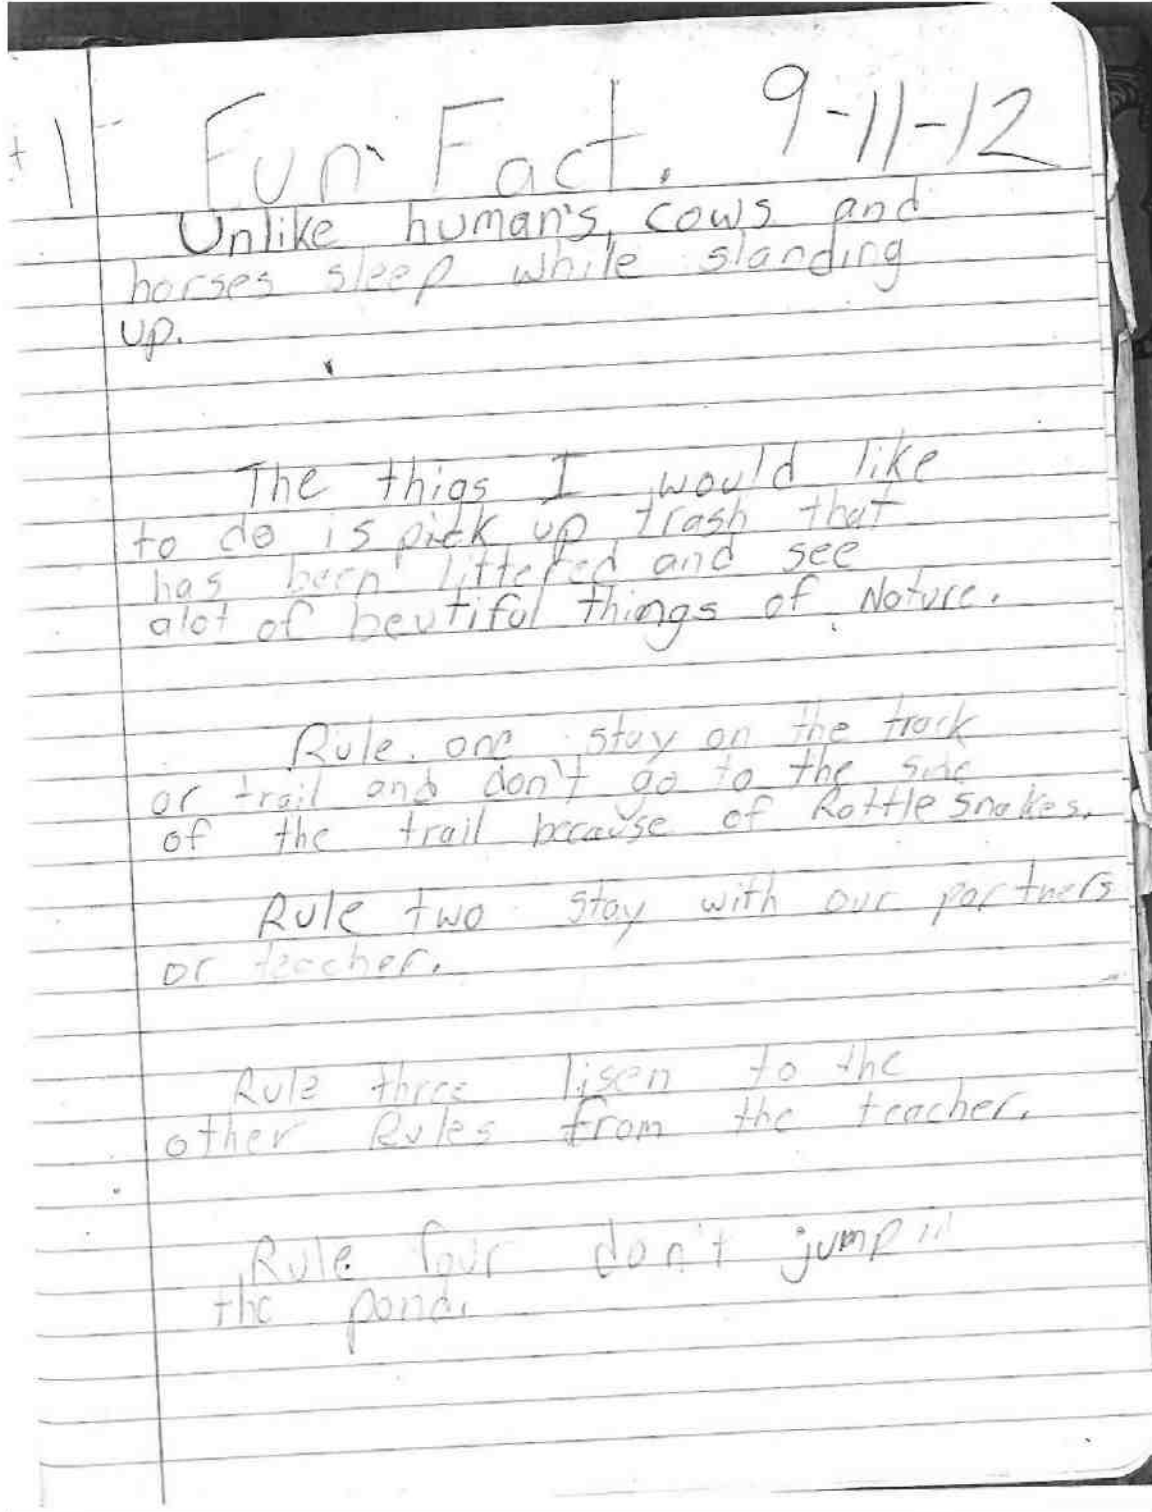 9-11-12
Fun Fact.
Unlike human's, cows and
horses sleep while standing
up.
The thigs I would like
to do is pick up trash that
has been littered and see
alot of beutiful things of Nature.
Rule one stay on the track
or trail and don't go to the side
of the trail because of Rattle snakes.
Rule two stay with our partners
or teacher.
Rule three lisen to the
other Rules from the teacher.
Rule four don't jump in
the pond.